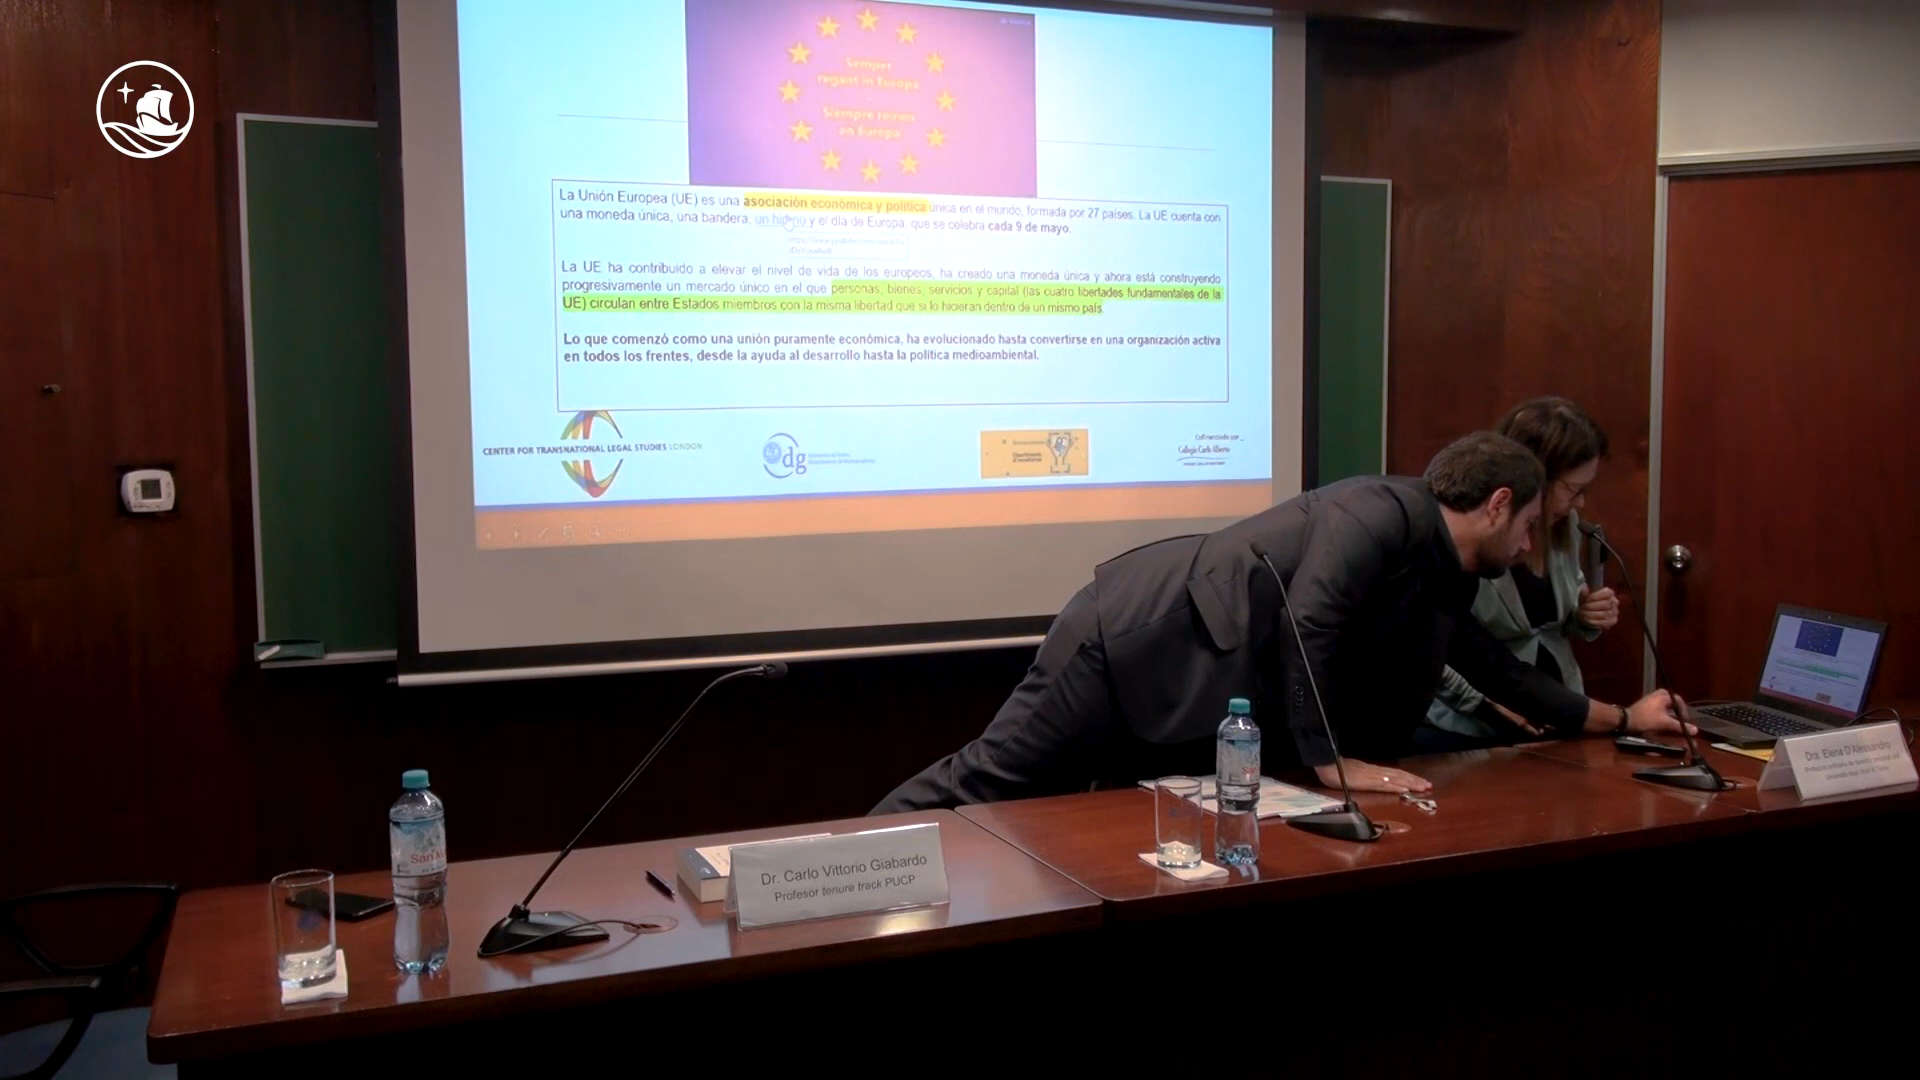 Semper
regant in Europa
Siempre reinen
en Europa
La Unión Europea (UE) es una asociación económica y política única en el mundo, formada por 27 países. La UE cuenta con
una moneda única, una bandera, un himno y el día de Europa, que se celebra cada 9 de mayo.
La UE ha contribuido a elevar el nivel de vida de los europeos, ha creado una moneda única y ahora está construyendo
progresivamente un mercado único en el que personas, bienes, servicios y capital (las cuatro libertades fundamentales de la
UE) circulan entre Estados miembros con la misma libertad que si lo hicieran dentro de un mismo país.
Lo que comenzó como una unión puramente económica, ha evolucionado hasta convertirse en una organización activa
en todos los frentes, desde la ayuda al desarrollo hasta la política medioambiental.
CENTER FOR TRANSNATIONAL LEGAL STUDIES LONDON
dg
Cofinanciado por
Collegio Carlo Alberto
San
San
Dr. Carlo Vittorio Giabardo
Profesor tenure track PUCP
Dra. Elena D'Alessandro